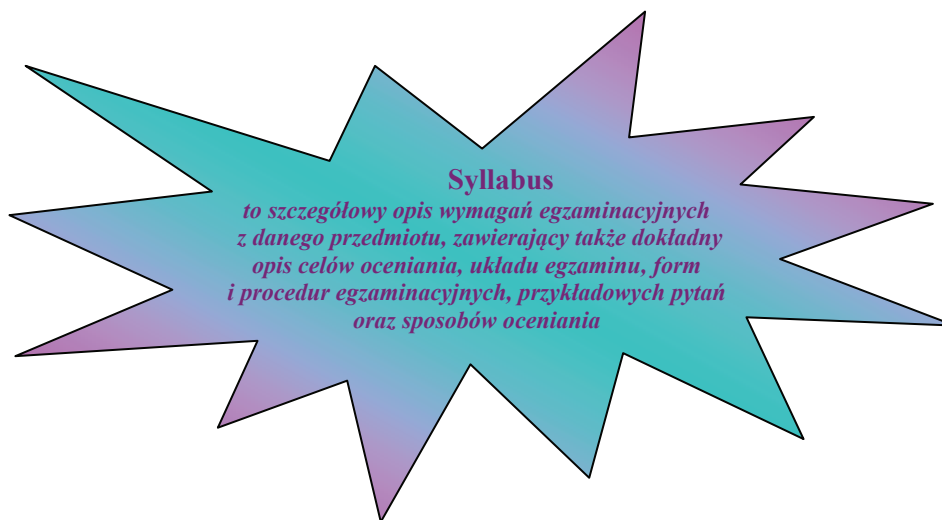 Syllabus
to szczegółowy opis wymagań egzaminacyjnych
z danego przedmiotu, zawierający także dokładny
opis celów oceniania, układu egzaminu, form
i procedur egzaminacyjnych, przykładowych pytań
oraz sposobów oceniania